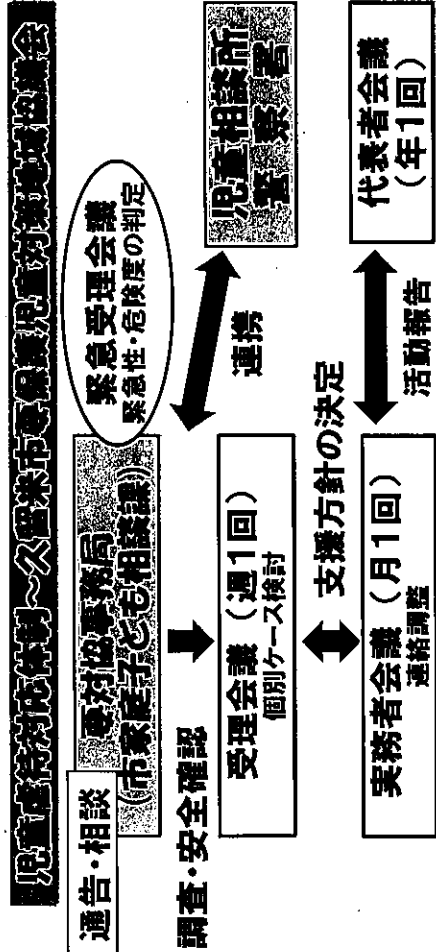 児童虐待対応体制～久留米市要保護児童対策地域協議会
通告・相談
要対協事務局
(市家庭子ども相談課)
緊急受理会議
緊急性・危険度の判定
調査・安全確認
連携
児童相談所
警察署
受理会議(週1回)
個別ケース検討
支援方針の決定
実務者会議(月1回)
連絡調整
活動報告
代表者会議
(年1回)